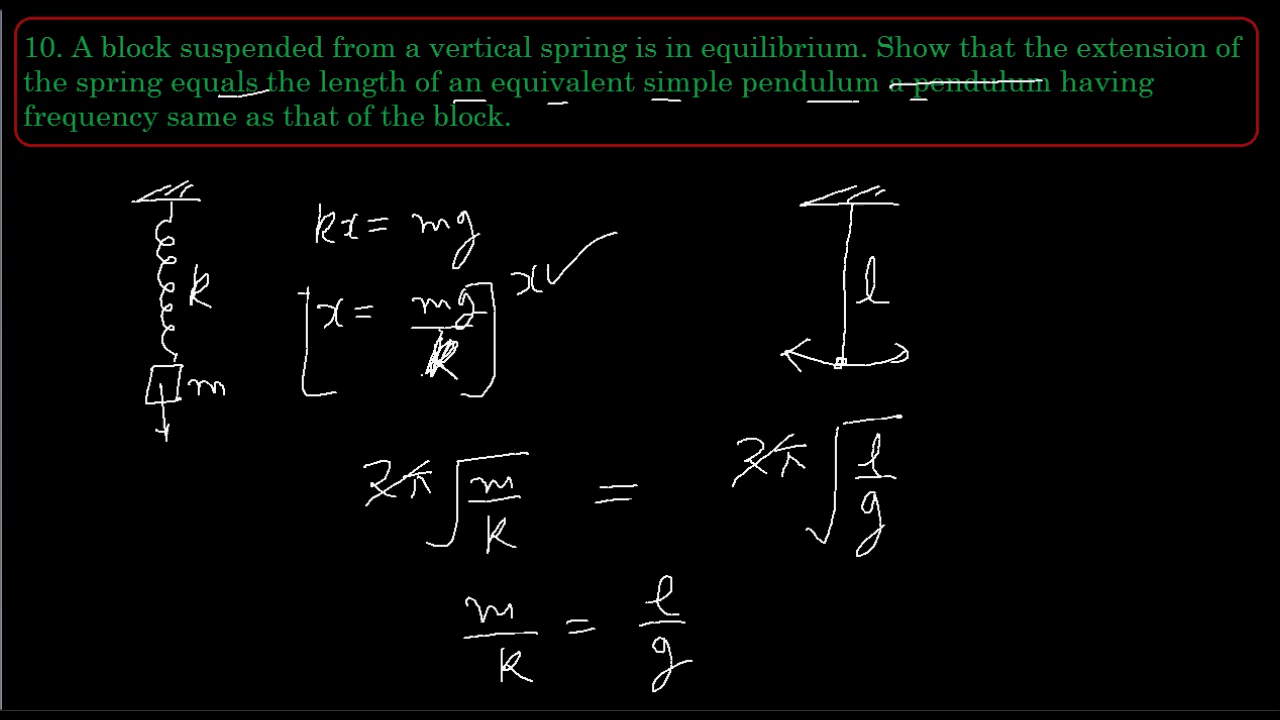 10. A block suspended from a vertical spring is in equilibrium. Show that the extension of
the spring equals the length of an equivalent simple pendulum a pendulum having
frequency same as that of the block.
k
m
kx = mg
x = mg/k
x✓
l
2π√(m/k) = 2π√(l/g)
m/k = l/g